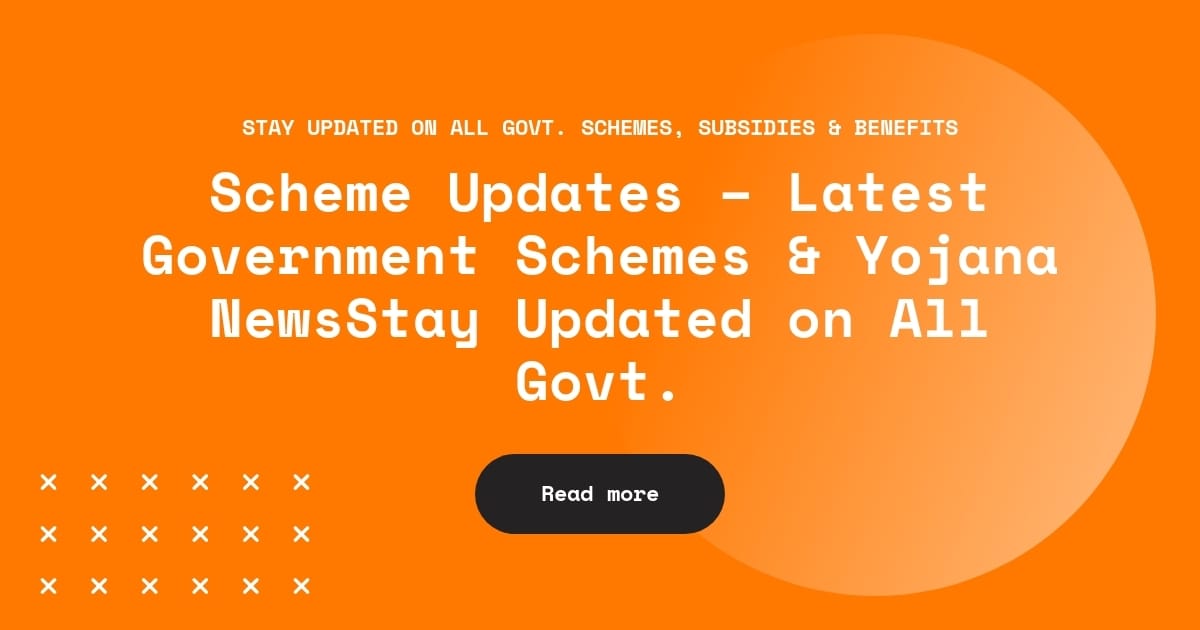 STAY UPDATED ON ALL GOVT. SCHEMES, SUBSIDIES & BENEFITS
Scheme Updates – Latest
Government Schemes & Yojana
NewsStay Updated on All
Govt.
Read more